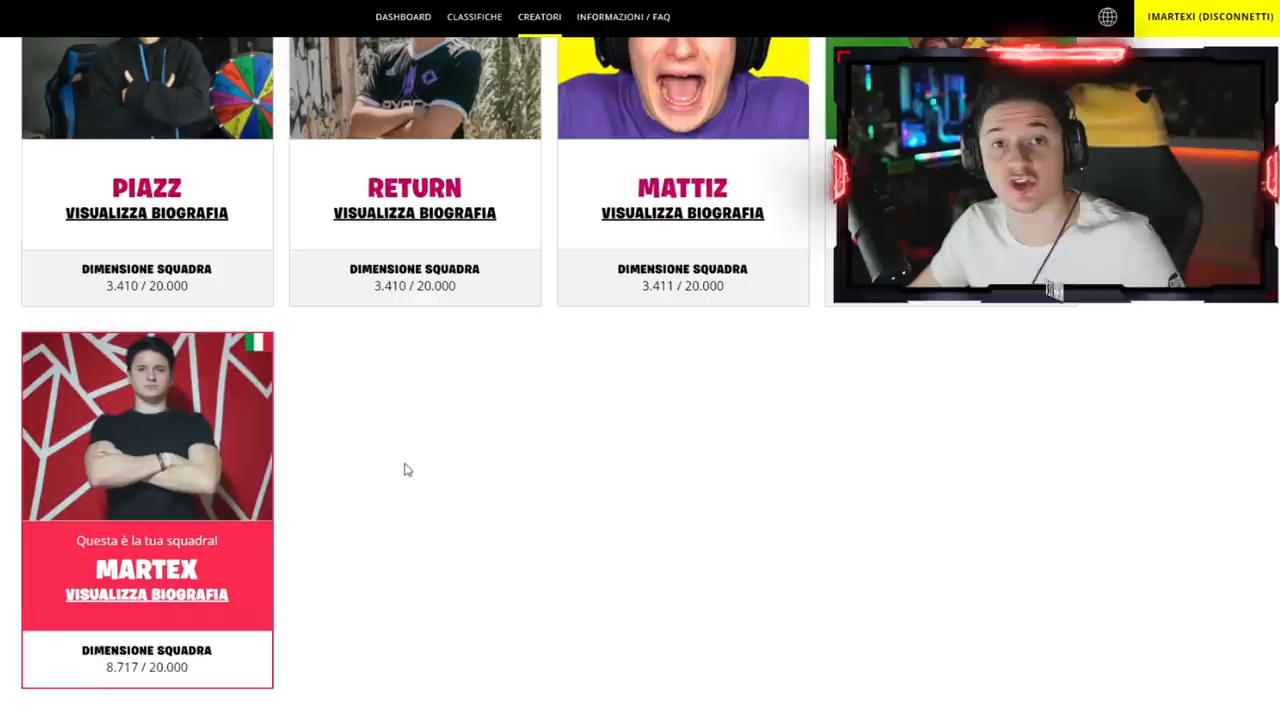 DASHBOARD CLASSIFICHE CREATORI INFORMAZIONI / FAQ IMARTEXI (DISCONNETTI)
PIAZZ
VISUALIZZA BIOGRAFIA
DIMENSIONE SQUADRA
3.410 / 20.000
RETURN
VISUALIZZA BIOGRAFIA
DIMENSIONE SQUADRA
3.410 / 20.000
MATTIZ
VISUALIZZA BIOGRAFIA
DIMENSIONE SQUADRA
3.411 / 20.000
Questa è la tua squadra!
MARTEX
VISUALIZZA BIOGRAFIA
DIMENSIONE SQUADRA
8.717 / 20.000